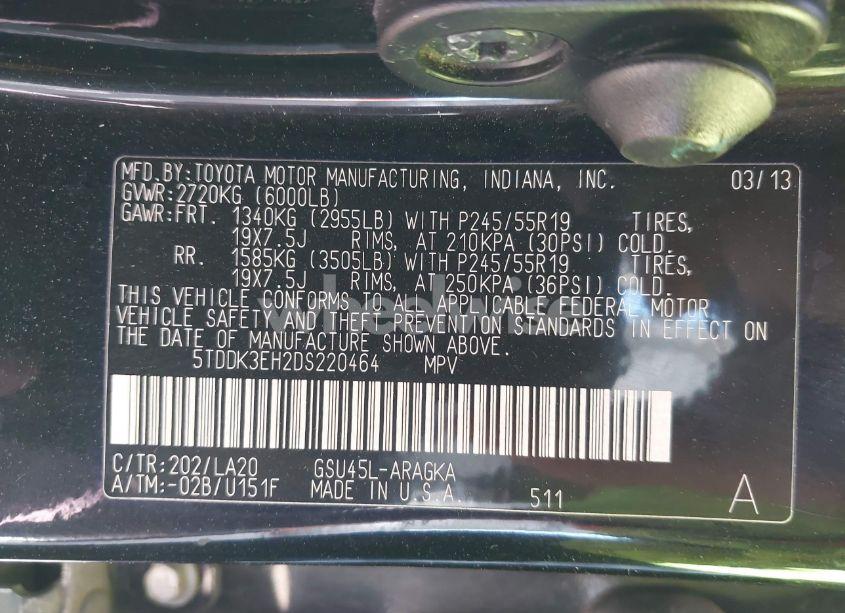 MFD.BY:TOYOTA MOTOR MANUFACTURING, INDIANA, INC. 03/13
GVWR:2720KG (6000LB)
GAWR:FRT. 1340KG (2955LB) WITH P245/55R19 TIRES,
19X7.5J RIMS, AT 210KPA (30PSI) COLD.
RR. 1585KG (3505LB) WITH P245/55R19 TIRES,
19X7.5J RIMS, AT 250KPA (36PSI) COLD.
THIS VEHICLE CONFORMS TO ALL APPLICABLE FEDERAL MOTOR
VEHICLE SAFETY AND THEFT PREVENTION STANDARDS IN EFFECT ON
THE DATE OF MANUFACTURE SHOWN ABOVE.
5TDDK3EH2DS220464 MPV
C/TR:202/LA20 GSU45L-ARAGKA
A/TM:-02B/U151F MADE IN U.S.A. 511 A